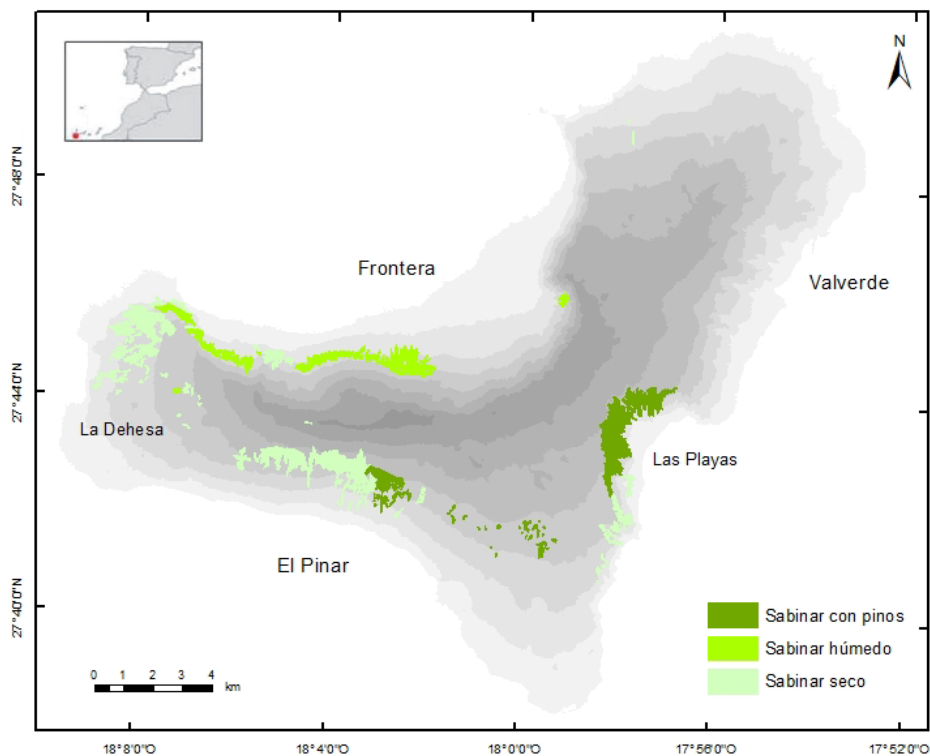 N
27°48'0"N
Frontera
Valverde
27°44'0"N
La Dehesa
Las Playas
El Pinar
27°40'0"N
Sabinar con pinos
Sabinar húmedo
Sabinar seco
0 1 2 3 4
km
18°8'0"O 18°4'0"O 18°0'0"O 17°56'0"O 17°52'0"O